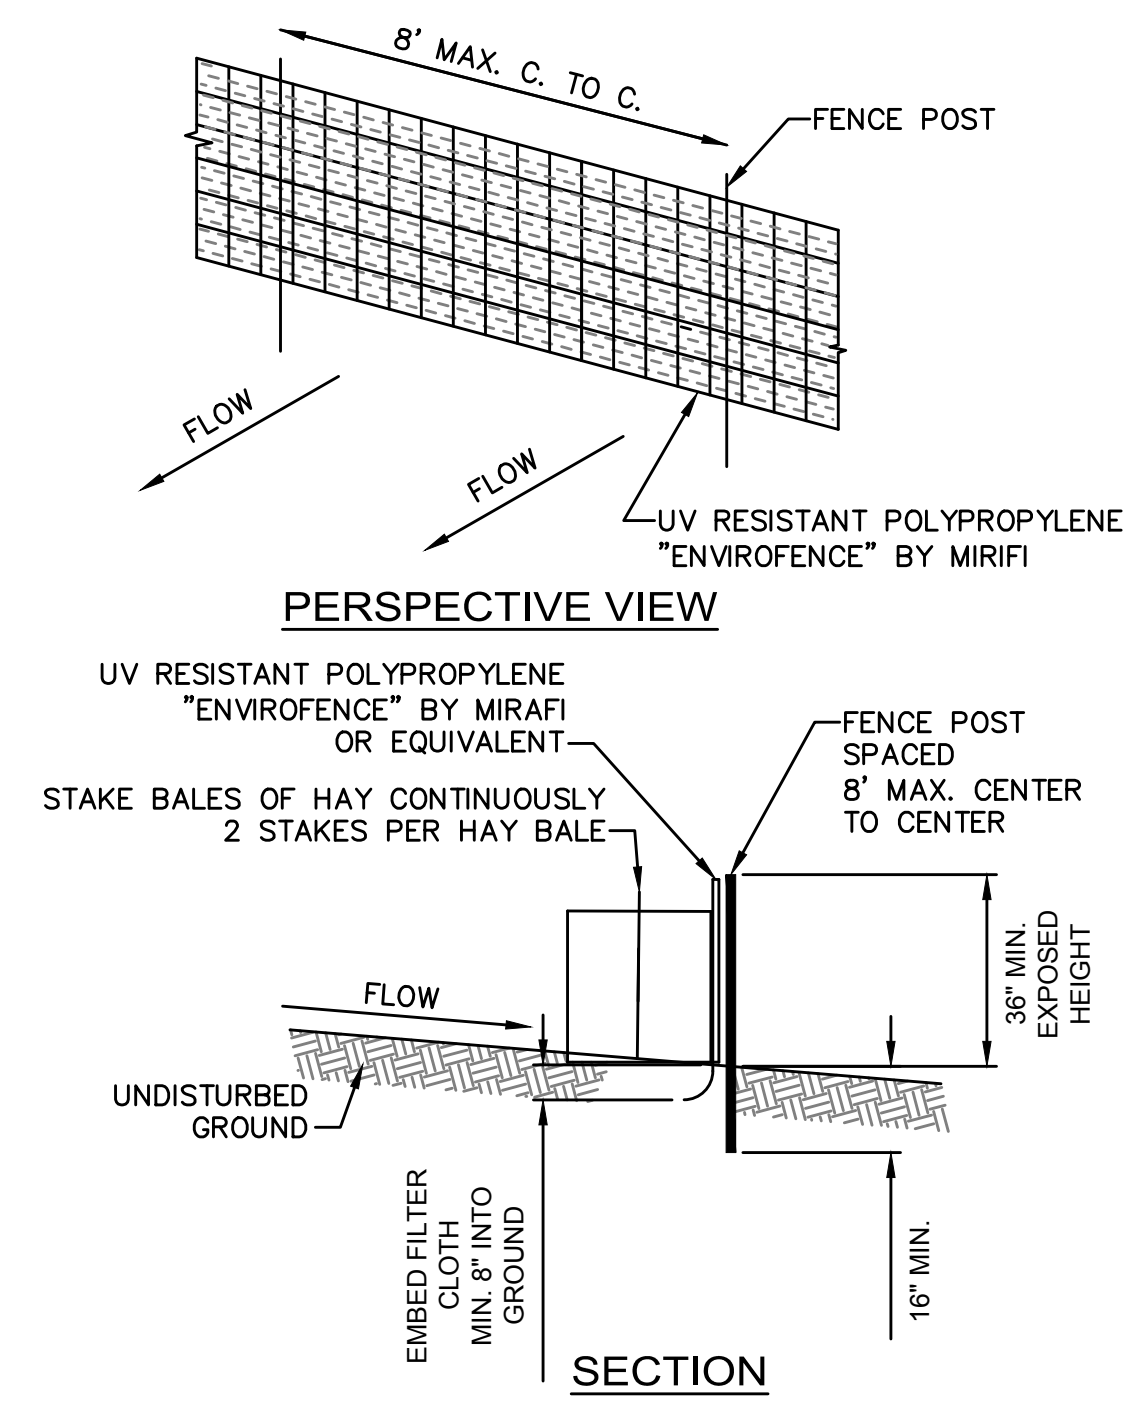 8' MAX. C. TO C.
FENCE POST
FLOW
FLOW
UV RESISTANT POLYPROPYLENE
"ENVIROFENCE" BY MIRIFI
PERSPECTIVE VIEW
UV RESISTANT POLYPROPYLENE
"ENVIROFENCE" BY MIRAFI
OR EQUIVALENT
FENCE POST
SPACED
8' MAX. CENTER
TO CENTER
STAKE BALES OF HAY CONTINUOUSLY
2 STAKES PER HAY BALE
36" MIN.
EXPOSED
HEIGHT
FLOW
UNDISTURBED
GROUND
EMBED FILTER
CLOTH
MIN. 8" INTO
GROUND
16" MIN.
SECTION